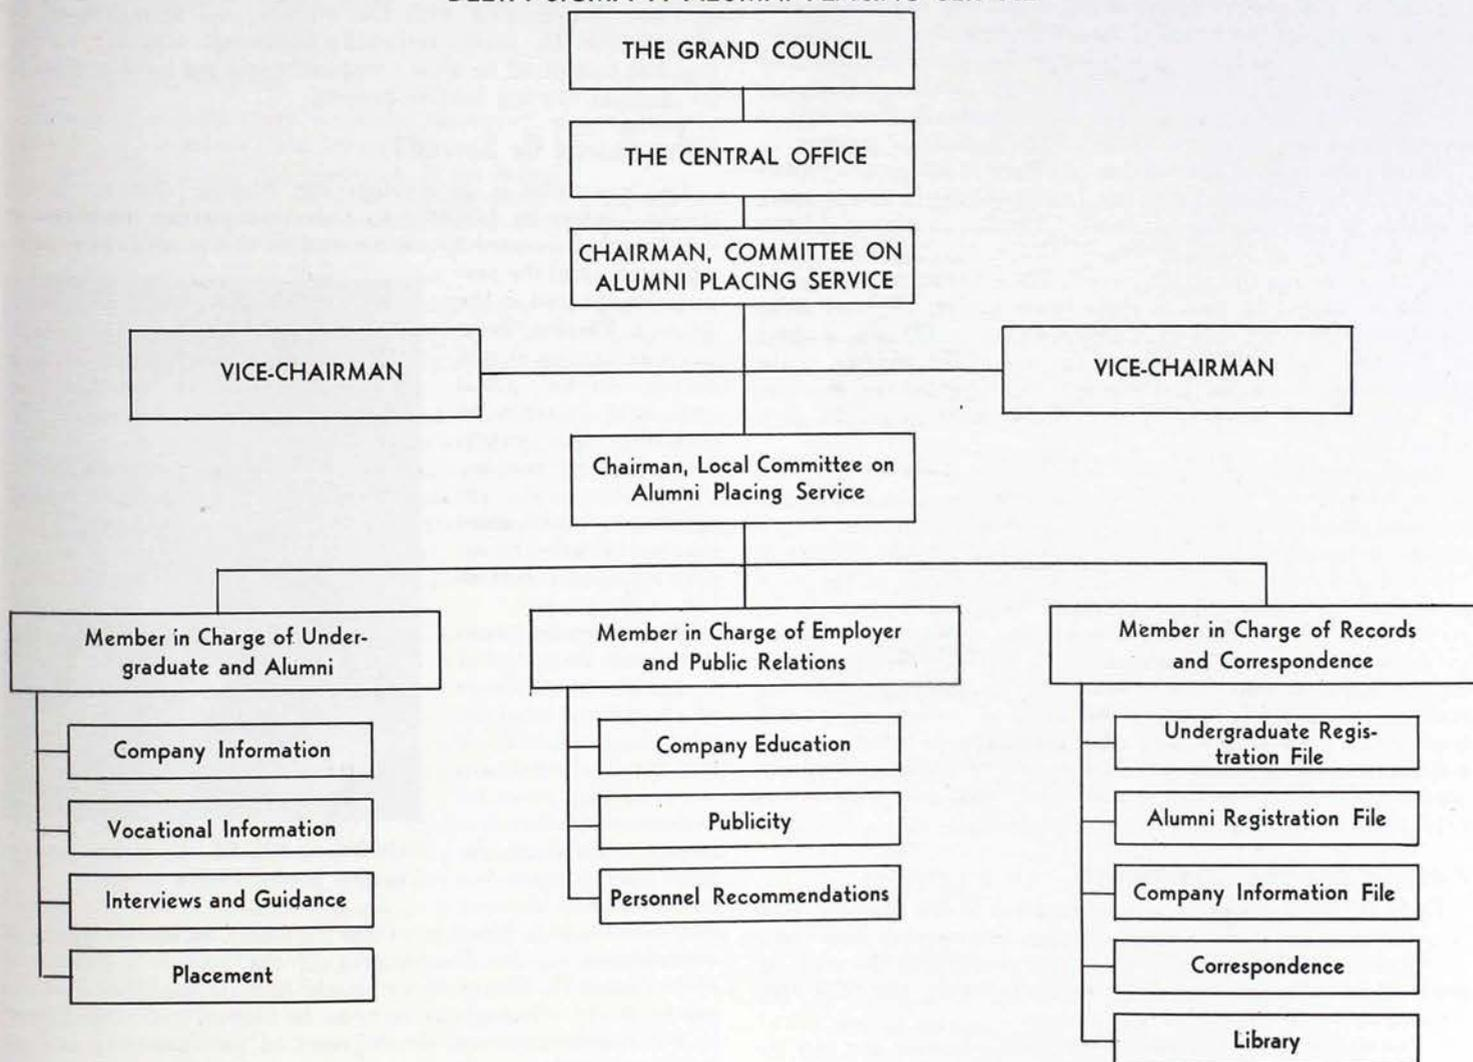 THE GRAND COUNCIL
THE CENTRAL OFFICE
CHAIRMAN, COMMITTEE ON
ALUMNI PLACING SERVICE
VICE-CHAIRMAN
VICE-CHAIRMAN
Chairman, Local Committee on
Alumni Placing Service
Member in Charge of Under-
graduate and Alumni
Company Information
Vocational Information
Interviews and Guidance
Placement
Member in Charge of Employer
and Public Relations
Company Education
Publicity
Personnel Recommendations
Member in Charge of Records
and Correspondence
Undergraduate Regis-
tration File
Alumni Registration File
Company Information File
Correspondence
Library